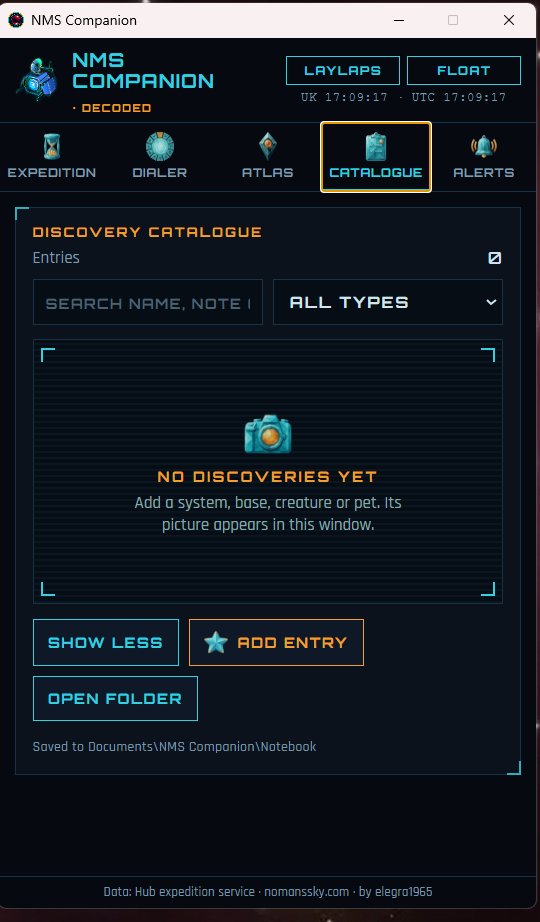 NMS Companion
NMS
COMPANION
· DECODED
LAYLAPS
FLOAT
UK 17:09:17 · UTC 17:09:17
EXPEDITION
DIALER
ATLAS
CATALOGUE
ALERTS
DISCOVERY CATALOGUE
Entries
0
SEARCH NAME, NOTE
ALL TYPES
NO DISCOVERIES YET
Add a system, base, creature or pet. Its
picture appears in this window.
SHOW LESS
ADD ENTRY
OPEN FOLDER
Saved to Documents\NMS Companion\Notebook
Data: Hub expedition service · nomanssky.com · by elegra1965